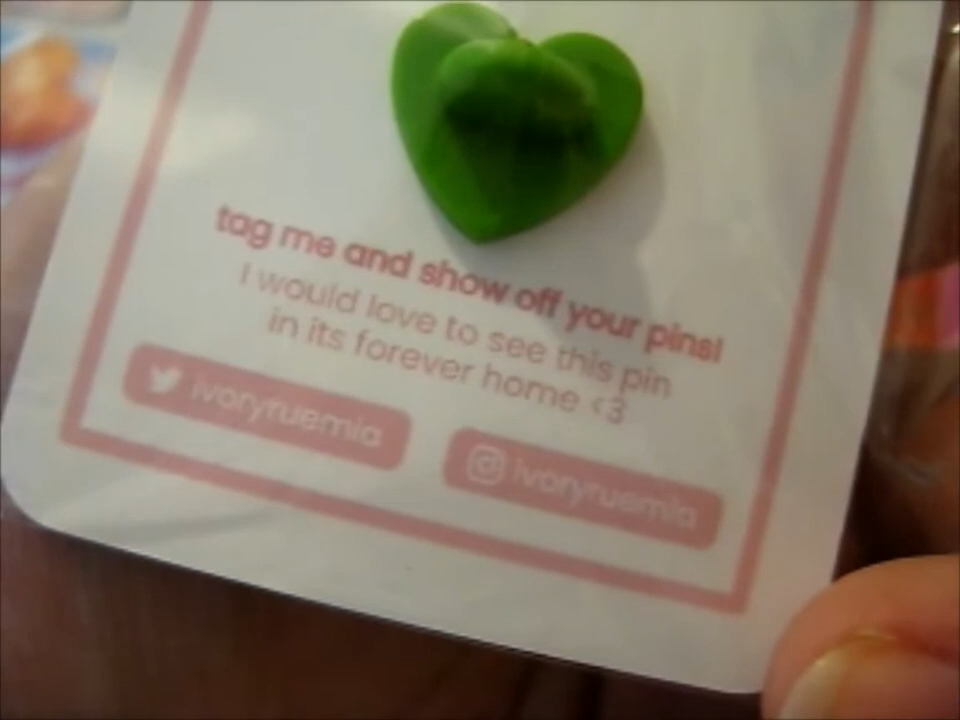 tag me and show off your pins!
I would love to see this pin
in its forever home <3
ivoryruemia
ivoryruemia